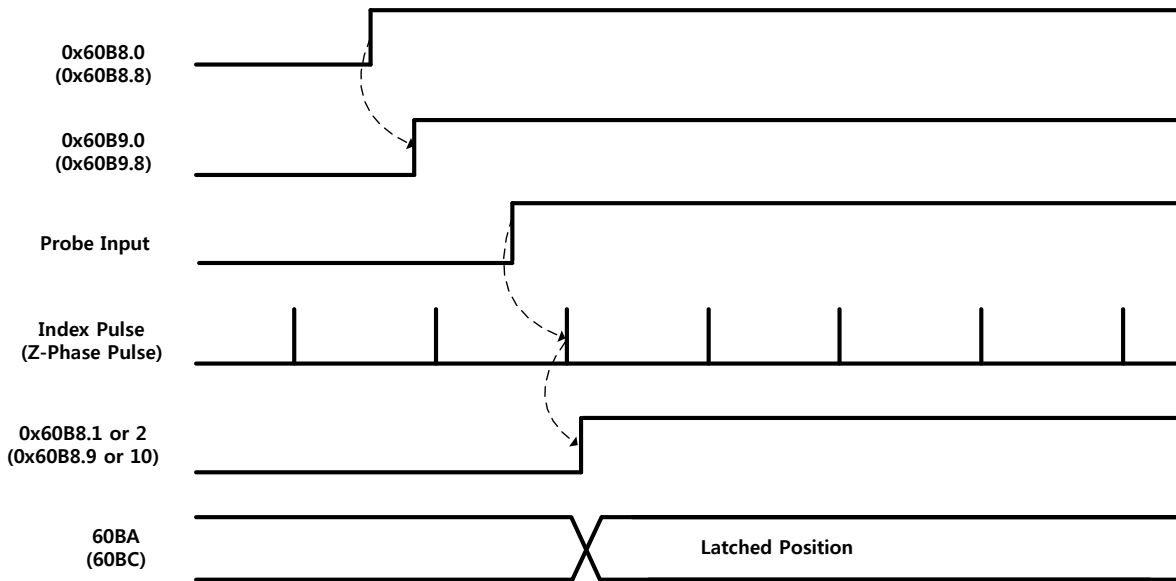 0x60B8.0
(0x60B8.8)
0x60B9.0
(0x60B9.8)
Probe Input
Index Pulse
(Z-Phase Pulse)
0x60B8.1 or 2
(0x60B8.9 or 10)
60BA
(60BC)
Latched Position